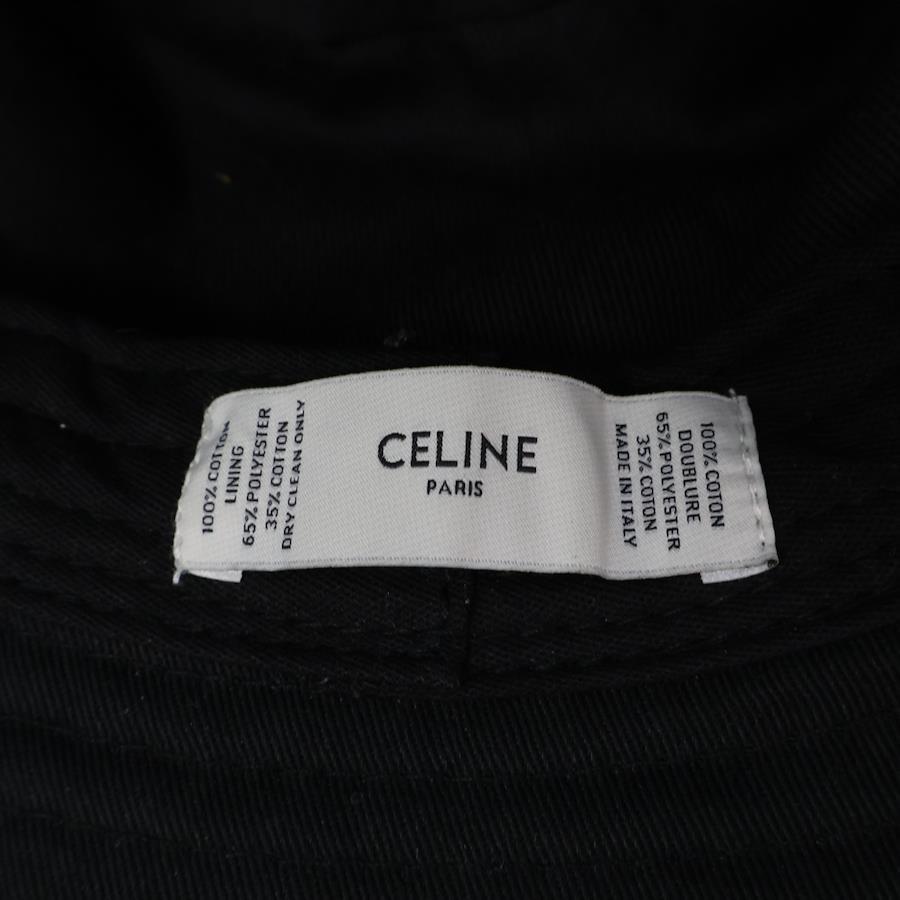 100% COTTON
LINING
65% POLYESTER
35% COTTON
DRY CLEAN ONLY
CELINE
PARIS
100% COTON
DOUBLURE
65% POLYESTER
35% COTON
MADE IN ITALY